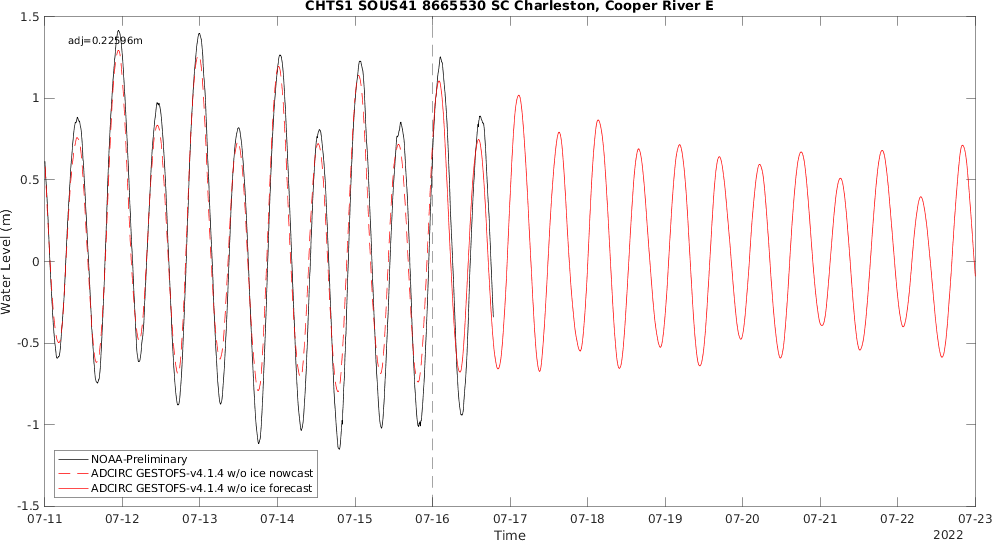 CHTS1 SOUS41 8665530 SC Charleston, Cooper River E
adj=0.22596m
1.5
1
0.5
0
-0.5
-1
-1.5
Water Level (m)
NOAA-Preliminary
ADCIRC GESTOFS-v4.1.4 w/o ice nowcast
ADCIRC GESTOFS-v4.1.4 w/o ice forecast
07-11 07-12 07-13 07-14 07-15 07-16 07-17 07-18 07-19 07-20 07-21 07-22 07-23
Time
2022